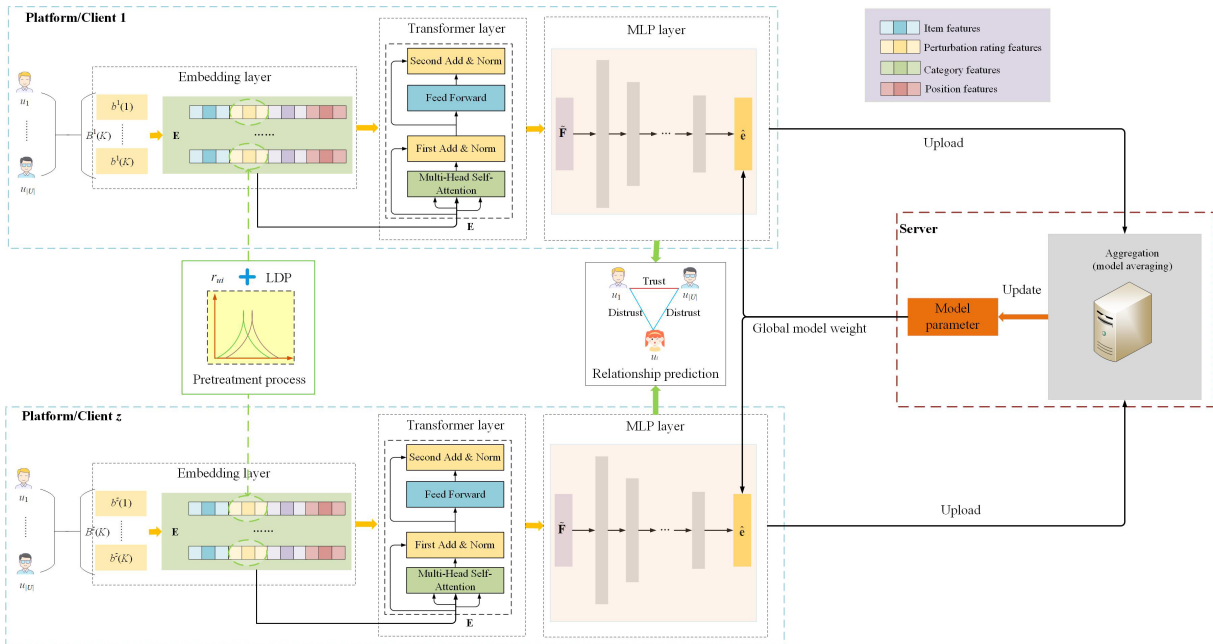 Platform/Client 1
u1
u|U|
B¹(K)
b¹(1)
b¹(K)
Embedding layer
E
......
Transformer layer
Second Add & Norm
Feed Forward
First Add & Norm
Multi-Head Self-
Attention
E
MLP layer
F̃
...
ê
Item features
Perturbation rating features
Category features
Position features
Upload
Server
Aggregation
(model averaging)
Update
Model
parameter
Global model weight
rui
LDP
Pretreatment process
Trust
u1
u|U|
Distrust
Distrust
ui
Relationship prediction
Platform/Client z
u1
u|U|
Bᶻ(K)
bᶻ(1)
bᶻ(K)
Embedding layer
E
......
Transformer layer
Second Add & Norm
Feed Forward
First Add & Norm
Multi-Head Self-
Attention
E
MLP layer
F̃
...
ê
Upload